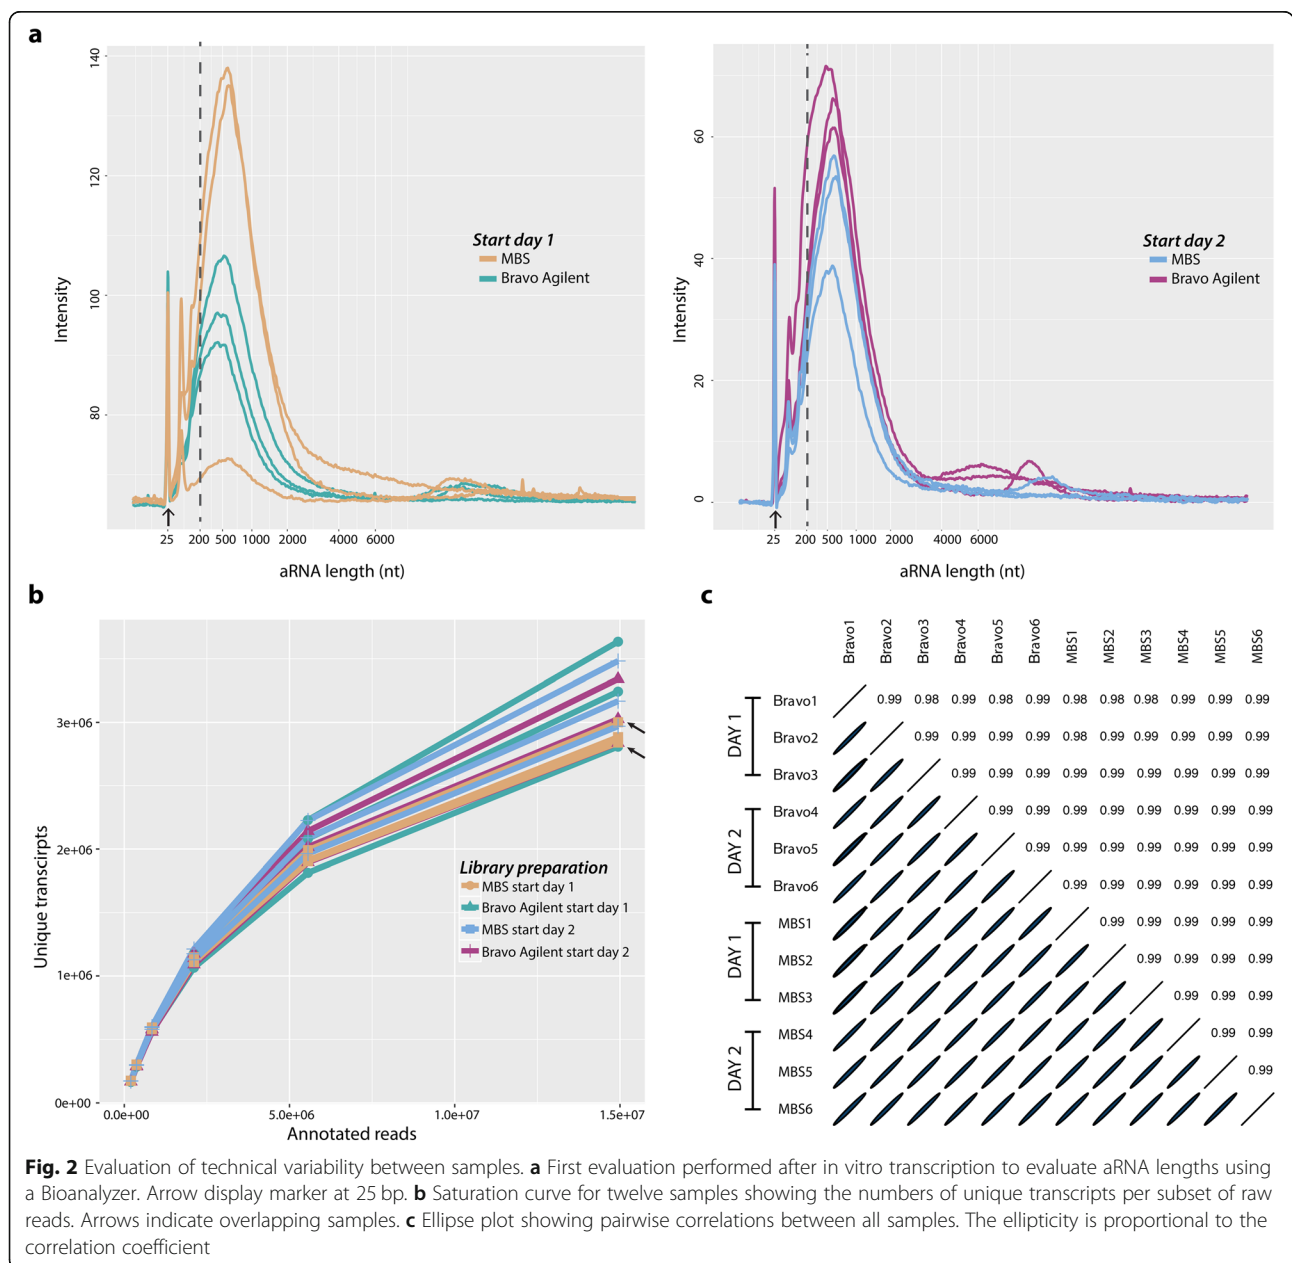 a
140
120
100
80
Intensity
Start day 1
MBS
Bravo Agilent
25 200 500 1000 2000 4000 6000
aRNA length (nt)
60
40
20
0
Intensity
Start day 2
MBS
Bravo Agilent
25 200 500 1000 2000 4000 6000
aRNA length (nt)
b
3e+06
2e+06
1e+06
0e+00
Unique transcirpts
Library preparation
MBS start day 1
Bravo Agilent start day 1
MBS start day 2
Bravo Agilent start day 2
0.0e+00 5.0e+06 1.0e+07 1.5e+07
Annotated reads
c
Bravo1 Bravo2 Bravo3 Bravo4 Bravo5 Bravo6 MBS1 MBS2 MBS3 MBS4 MBS5 MBS6
DAY 1
DAY 2
DAY 1
DAY 2
Bravo1 0.99 0.98 0.99 0.98 0.99 0.98 0.98 0.98 0.99 0.99 0.99
Bravo2 0.99 0.99 0.99 0.99 0.98 0.99 0.99 0.99 0.99 0.99
Bravo3 0.99 0.99 0.99 0.99 0.99 0.99 0.99 0.99 0.99
Bravo4 0.99 0.99 0.99 0.99 0.99 0.99 0.99 0.99
Bravo5 0.99 0.99 0.99 0.99 0.99 0.99 0.99
Bravo6 0.99 0.99 0.99 0.99 0.99 0.99
MBS1 0.99 0.99 0.99 0.99 0.99
MBS2 0.99 0.99 0.99 0.99
MBS3 0.99 0.99 0.99
MBS4 0.99 0.99
MBS5 0.99
MBS6
Fig. 2 Evaluation of technical variability between samples. a First evaluation performed after in vitro transcription to evaluate aRNA lengths using
a Bioanalyzer. Arrow display marker at 25 bp. b Saturation curve for twelve samples showing the numbers of unique transcripts per subset of raw
reads. Arrows indicate overlapping samples. c Ellipse plot showing pairwise correlations between all samples. The ellipticity is proportional to the
correlation coefficient